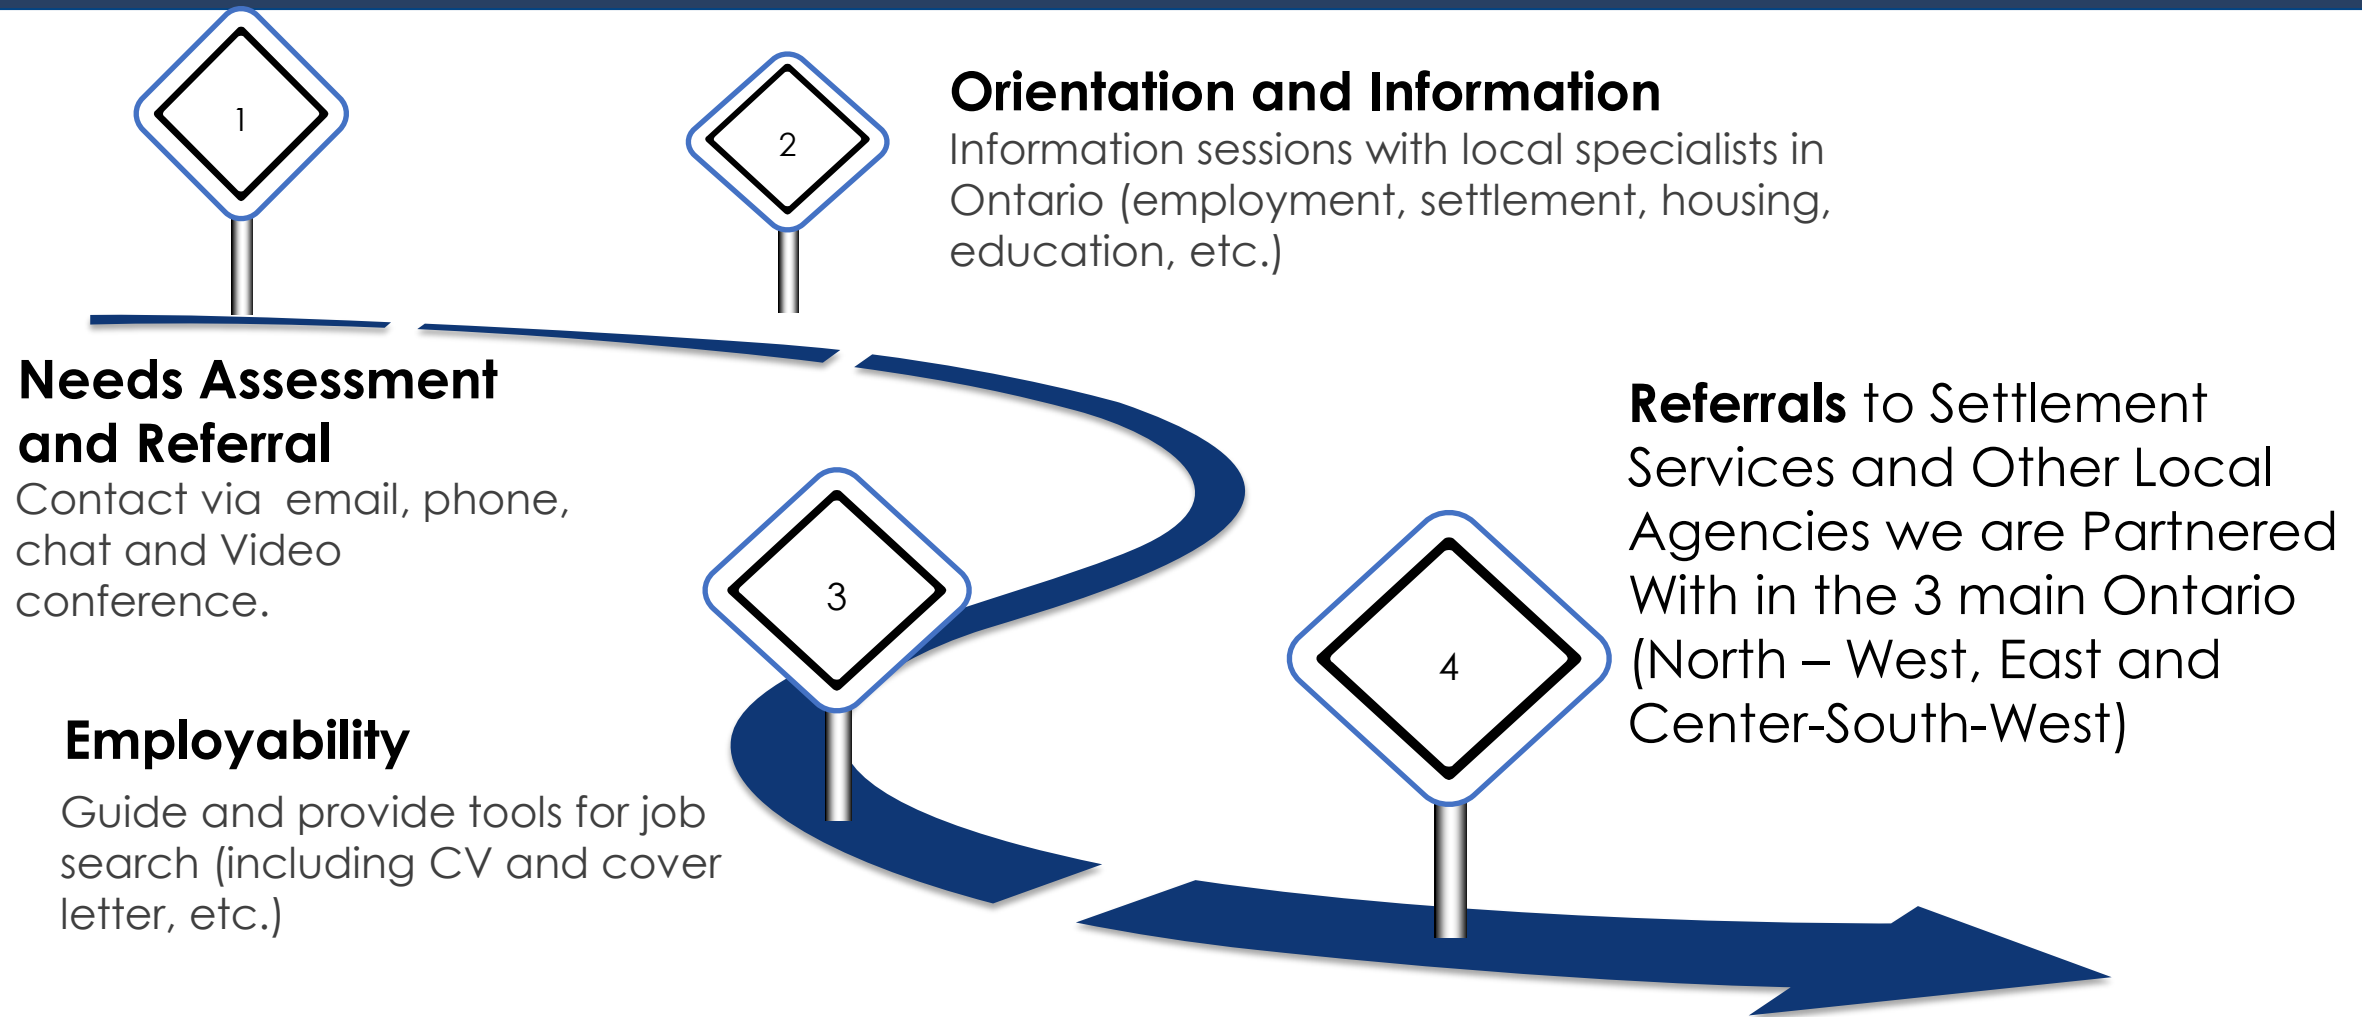 1
Needs Assessment
and Referral
Contact via  email, phone,
chat and Video
conference.
2
Orientation and Information
Information sessions with local specialists in
Ontario (employment, settlement, housing,
education, etc.)
3
Employability
Guide and provide tools for job
search (including CV and cover
letter, etc.)
4
Referrals to Settlement
Services and Other Local
Agencies we are Partnered
With in the 3 main Ontario
(North – West, East and
Center-South-West)